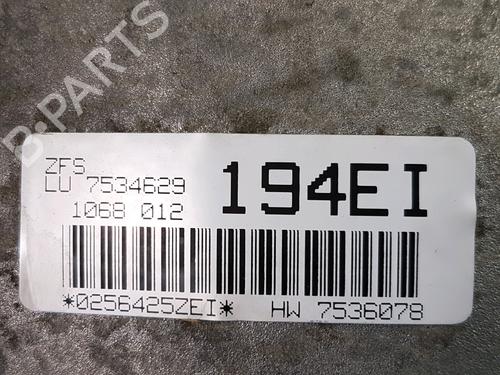 B-PARTS
ZFS
LU 7534629
1068 012
194EI
*0256425ZEI*
HW 7536078